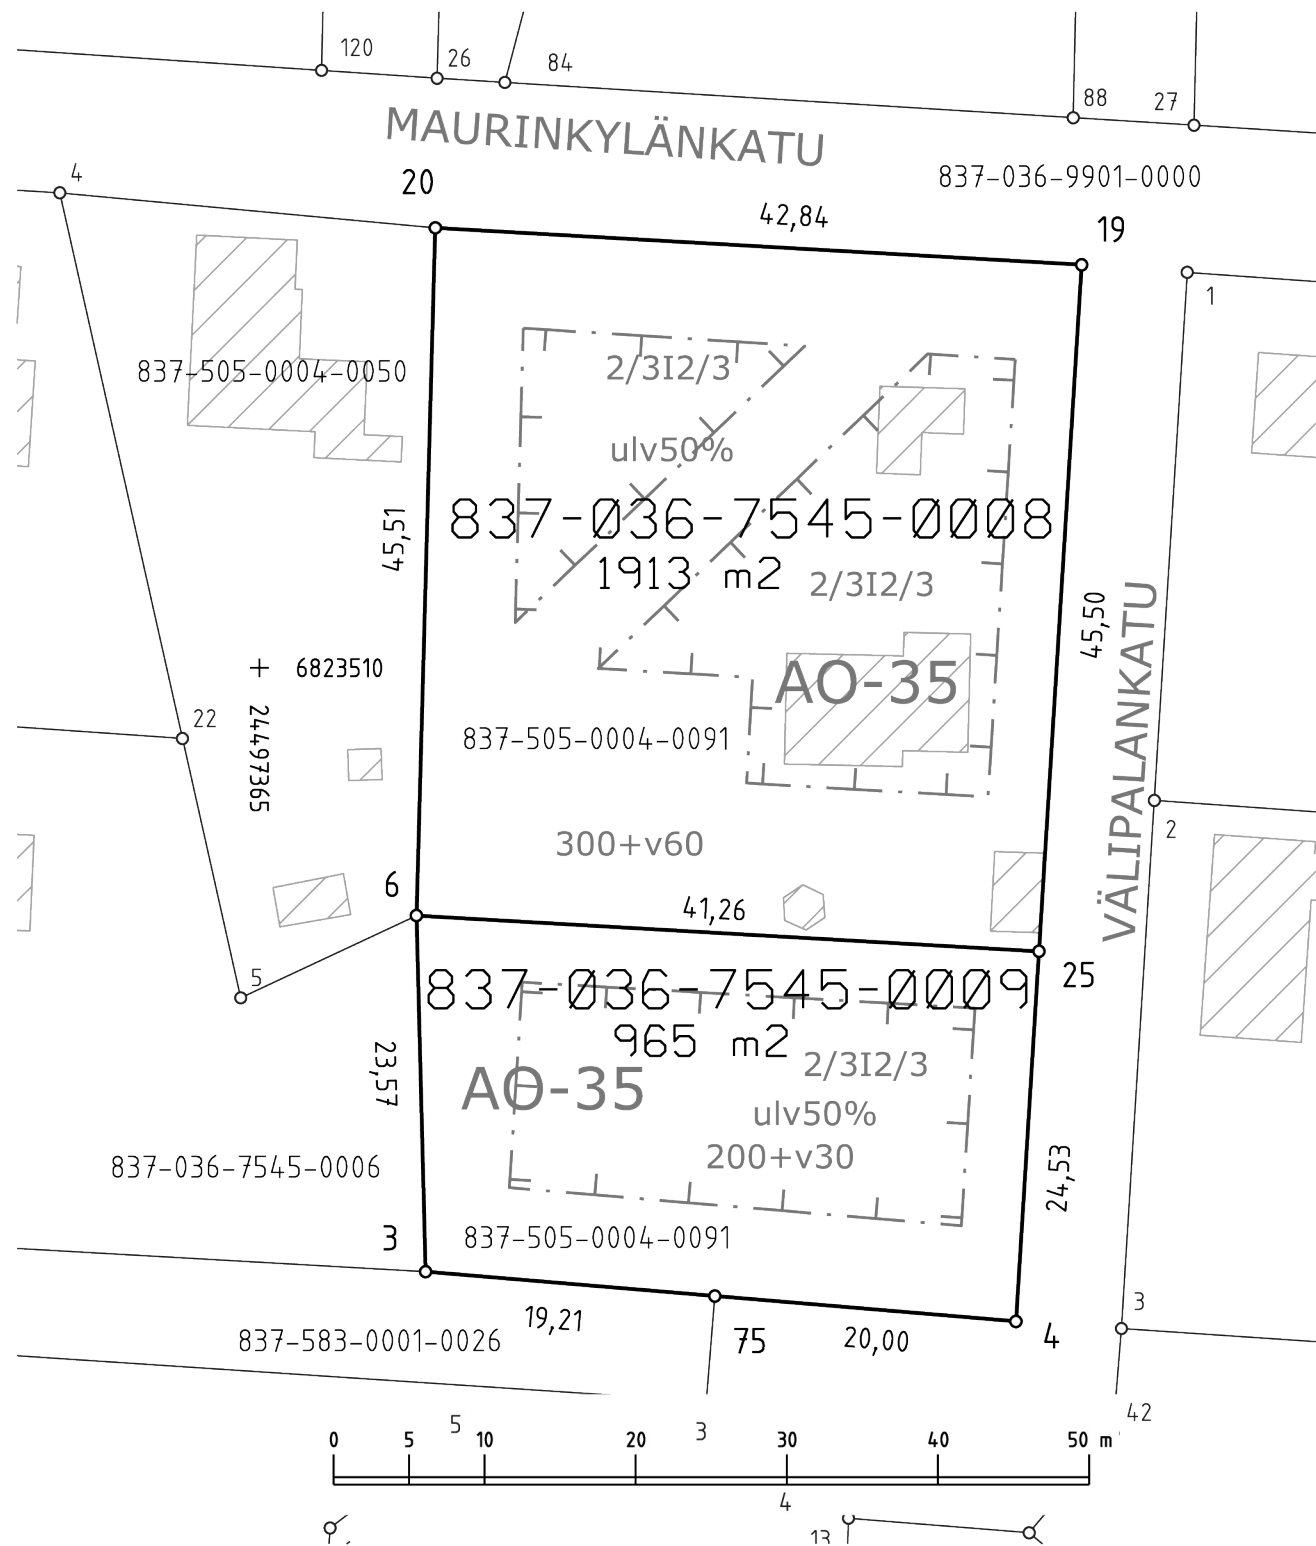 120
26
84
88
27
MAURINKYLÄNKATU
4
20
837-036-9901-0000
42,84
19
1
2/3I2/3
837-505-0004-0050
ulv50%
837-036-7545-0008
45,51
1913 m2
2/3I2/3
45,50
6823510
AO-35
22
24497365
837-505-0004-0091
VÄLIPALANKATU
2
300+v60
6
41,26
25
5
837-036-7545-0009
965 m2
2/3I2/3
23,57
AO-35
ulv50%
200+v30
24,53
837-036-7545-0006
3
837-505-0004-0091
3
19,21
75
20,00
4
837-583-0001-0026
42
5
3
0 5 10 20 30 40 50 m
4
13